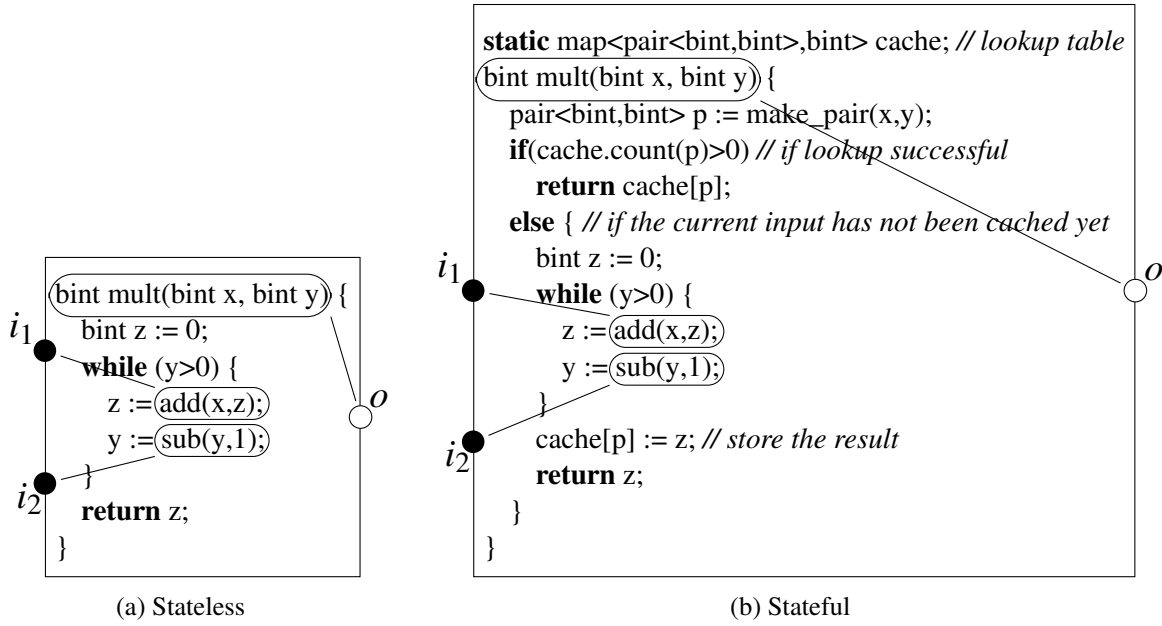 bint mult(bint x, bint y) {
bint z := 0;
while (y>0) {
z := add(x,z);
y := sub(y,1);
}
return z;
}
i1
i2
o
(a) Stateless
static map<pair<bint,bint>,bint> cache; // lookup table
bint mult(bint x, bint y) {
pair<bint,bint> p := make_pair(x,y);
if(cache.count(p)>0) // if lookup successful
return cache[p];
else { // if the current input has not been cached yet
bint z := 0;
while (y>0) {
z := add(x,z);
y := sub(y,1);
}
cache[p] := z; // store the result
return z;
}
}
i1
i2
o
(b) Stateful